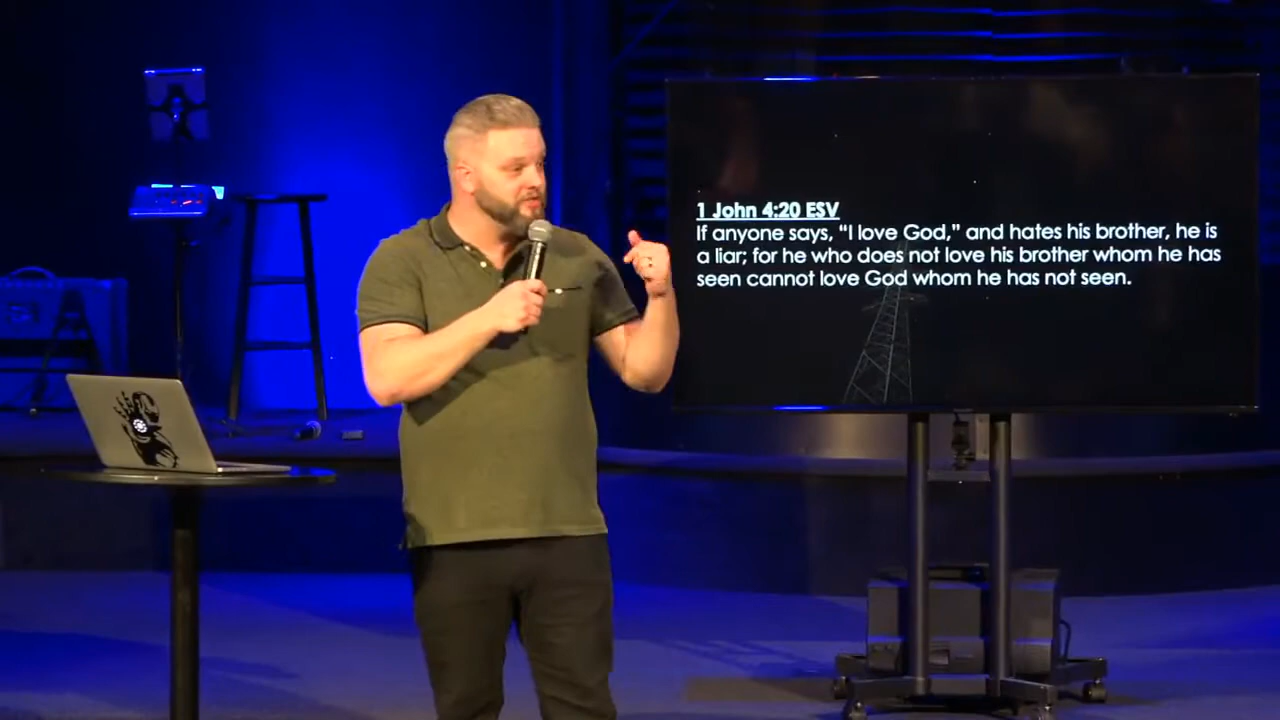 1 John 4:20 ESV
If anyone says, “I love God,” and hates his brother, he is
a liar; for he who does not love his brother whom he has
seen cannot love God whom he has not seen.